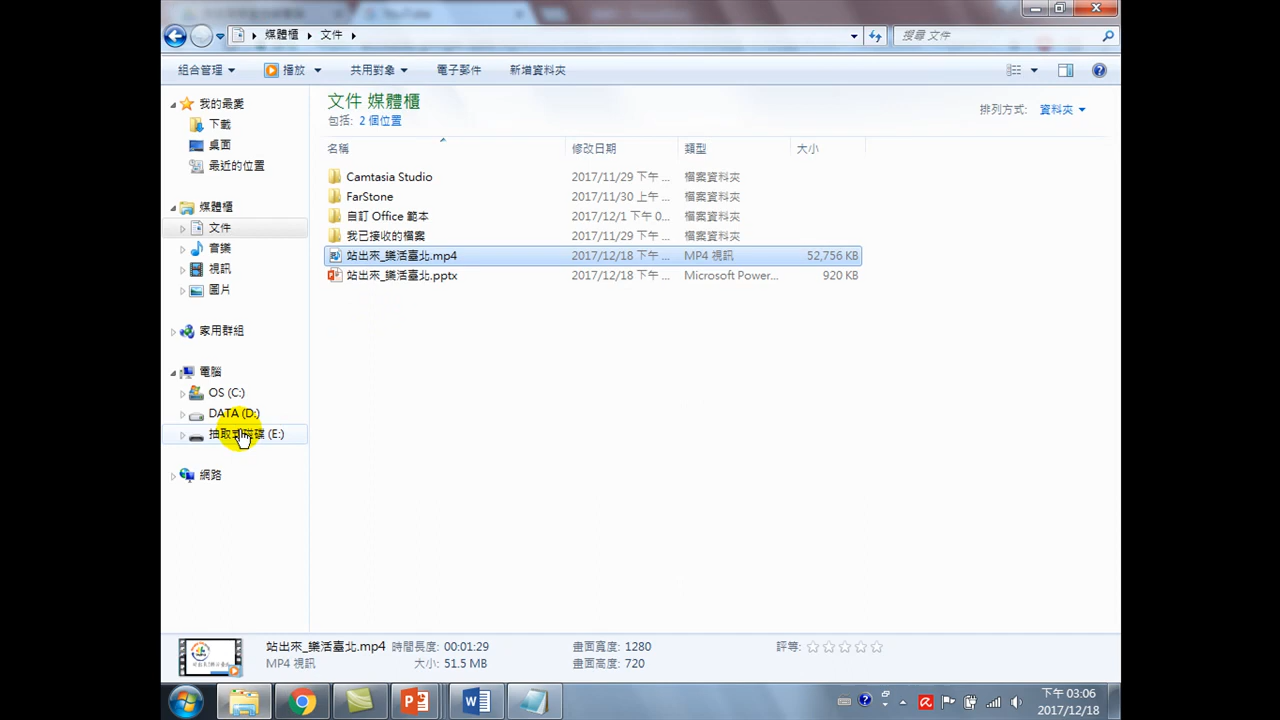 媒體櫃 ▸ 文件 ▸
搜尋 文件
組合管理 播放 共用對象 電子郵件 新增資料夾
我的最愛
下載
桌面
最近的位置
媒體櫃
文件
音樂
視訊
圖片
家用群組
電腦
OS (C:)
DATA (D:)
抽取式磁碟 (E:)
網路
文件 媒體櫃
包括: 2 個位置
排列方式: 資料夾
名稱 修改日期 類型 大小
Camtasia Studio 2017/11/29 下午 ... 檔案資料夾
FarStone 2017/11/30 上午 ... 檔案資料夾
自訂 Office 範本 2017/12/1 下午 0... 檔案資料夾
我已接收的檔案 2017/11/29 下午 ... 檔案資料夾
站出來_樂活臺北.mp4 2017/12/18 下午 ... MP4 視訊 52,756 KB
站出來_樂活臺北.pptx 2017/12/18 下午 ... Microsoft Power... 920 KB
站出來_樂活臺北.mp4 時間長度: 00:01:29 畫面寬度: 1280 評等:
MP4 視訊 大小: 51.5 MB 畫面高度: 720
下午 03:06
2017/12/18